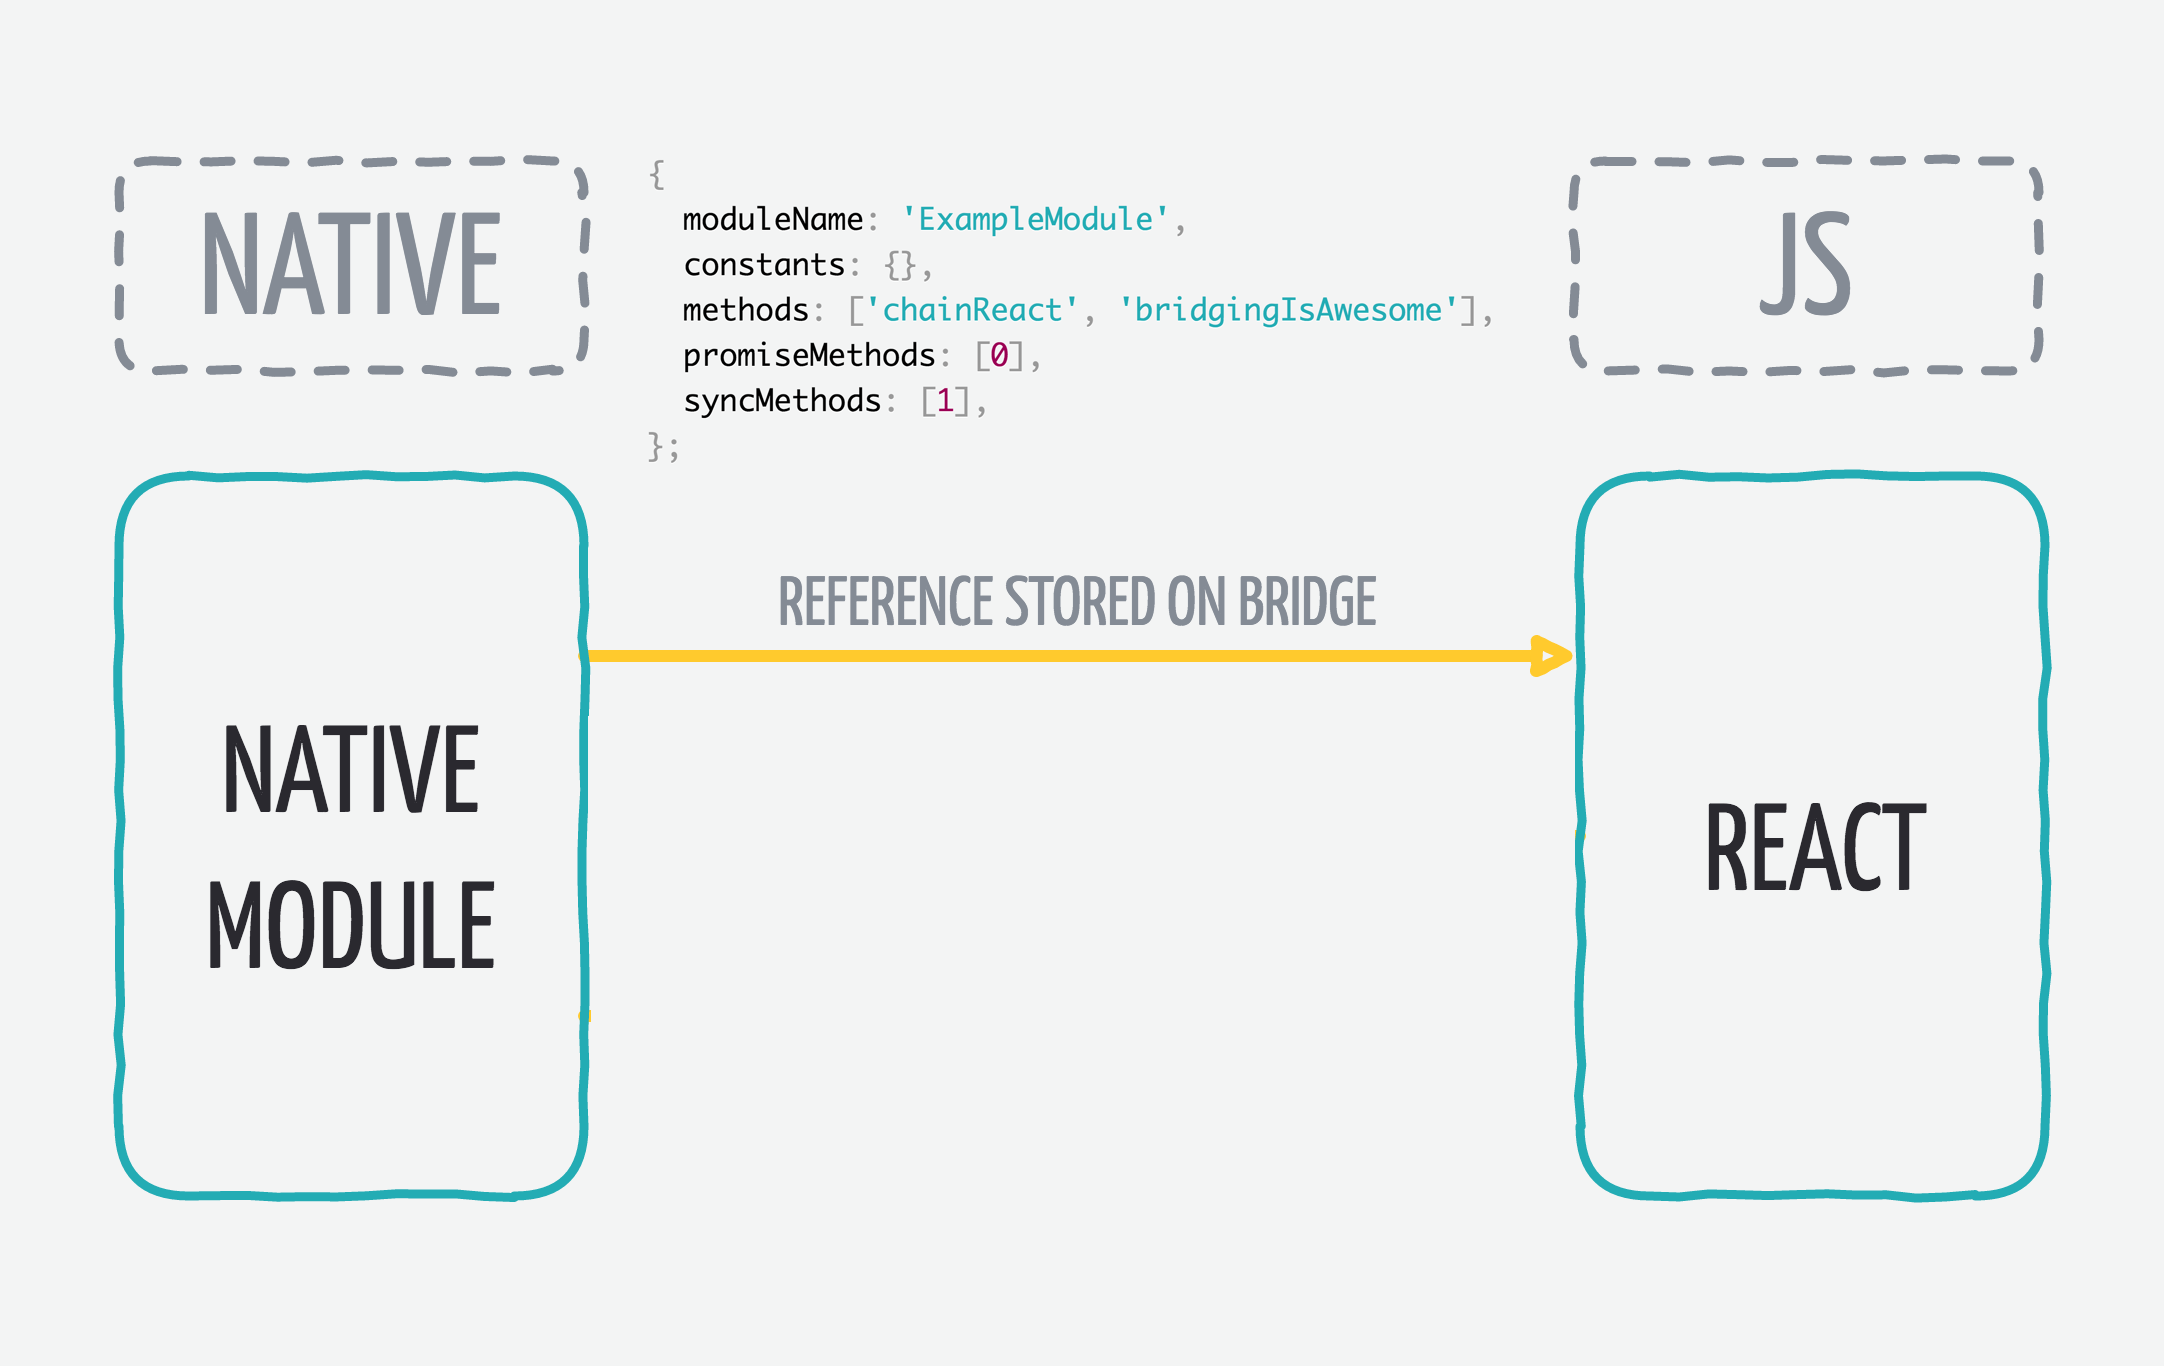 NATIVE
{
  moduleName: 'ExampleModule',
  constants: {},
  methods: ['chainReact', 'bridgingIsAwesome'],
  promiseMethods: [0],
  syncMethods: [1],
};
JS
REFERENCE STORED ON BRIDGE
NATIVE
MODULE
REACT